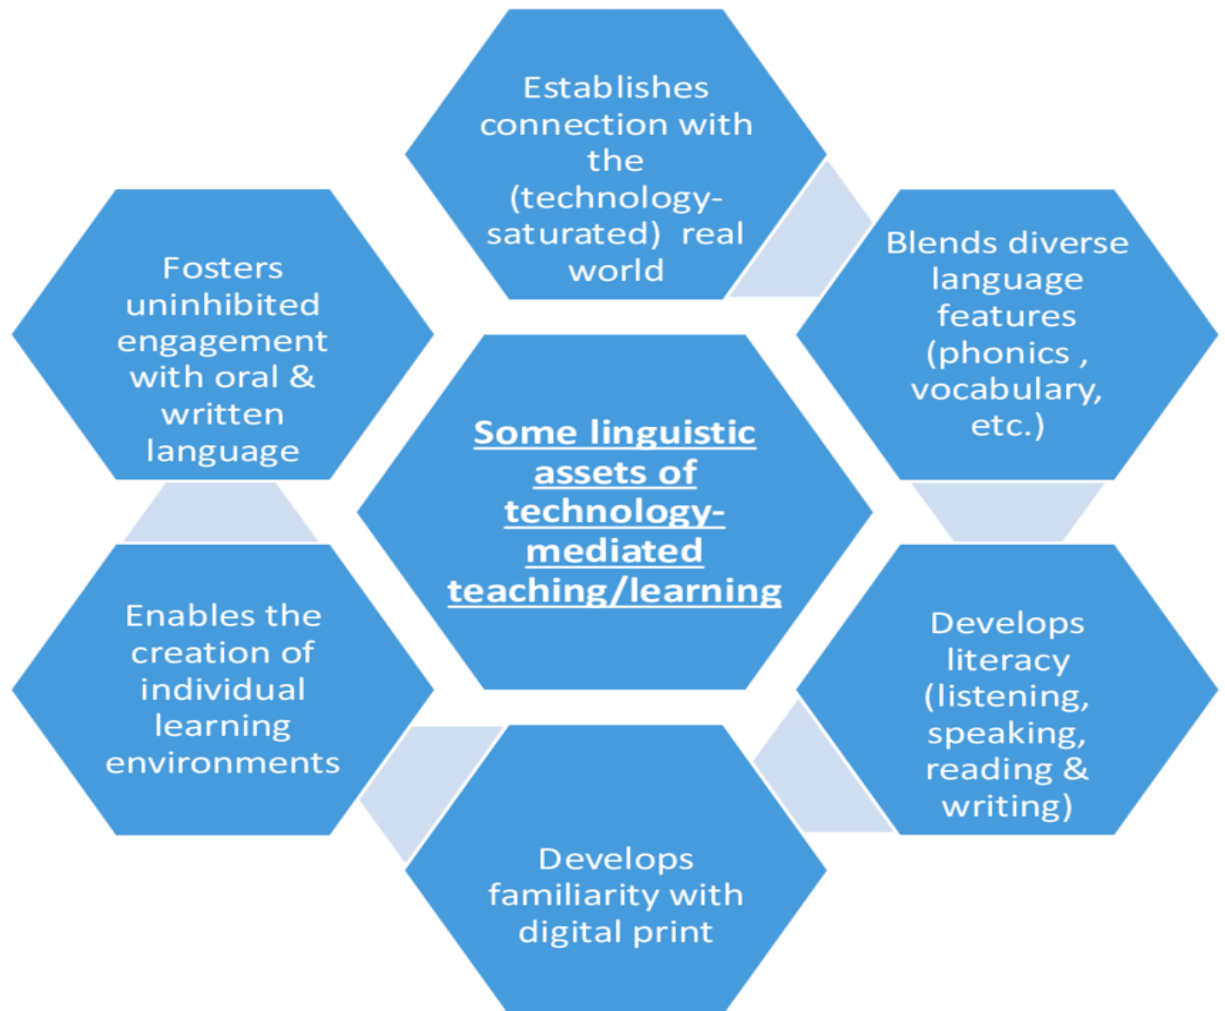 Establishes
connection with
the
(technology-
saturated) real
world
Blends diverse
language
features
(phonics ,
vocabulary,
etc.)
Develops
literacy
(listening,
speaking,
reading &
writing)
Develops
familiarity with
digital print
Enables the
creation of
individual
learning
environments
Fosters
uninhibited
engagement
with oral &
written
language
Some linguistic
assets of
technology-
mediated
teaching/learning